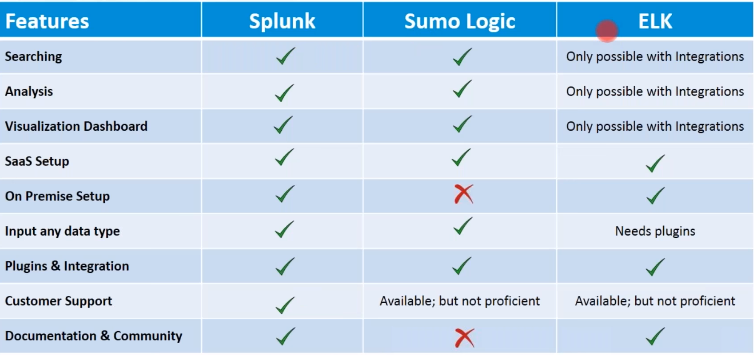 Features Splunk Sumo Logic ELK
Searching ✓ ✓ Only possible with Integrations
Analysis ✓ ✓ Only possible with Integrations
Visualization Dashboard ✓ ✓ Only possible with Integrations
SaaS Setup ✓ ✓ ✓
On Premise Setup ✓ ✗ ✓
Input any data type ✓ ✓ Needs plugins
Plugins & Integration ✓ ✓ ✓
Customer Support ✓ Available; but not proficient Available; but not proficient
Documentation & Community ✓ ✗ ✓